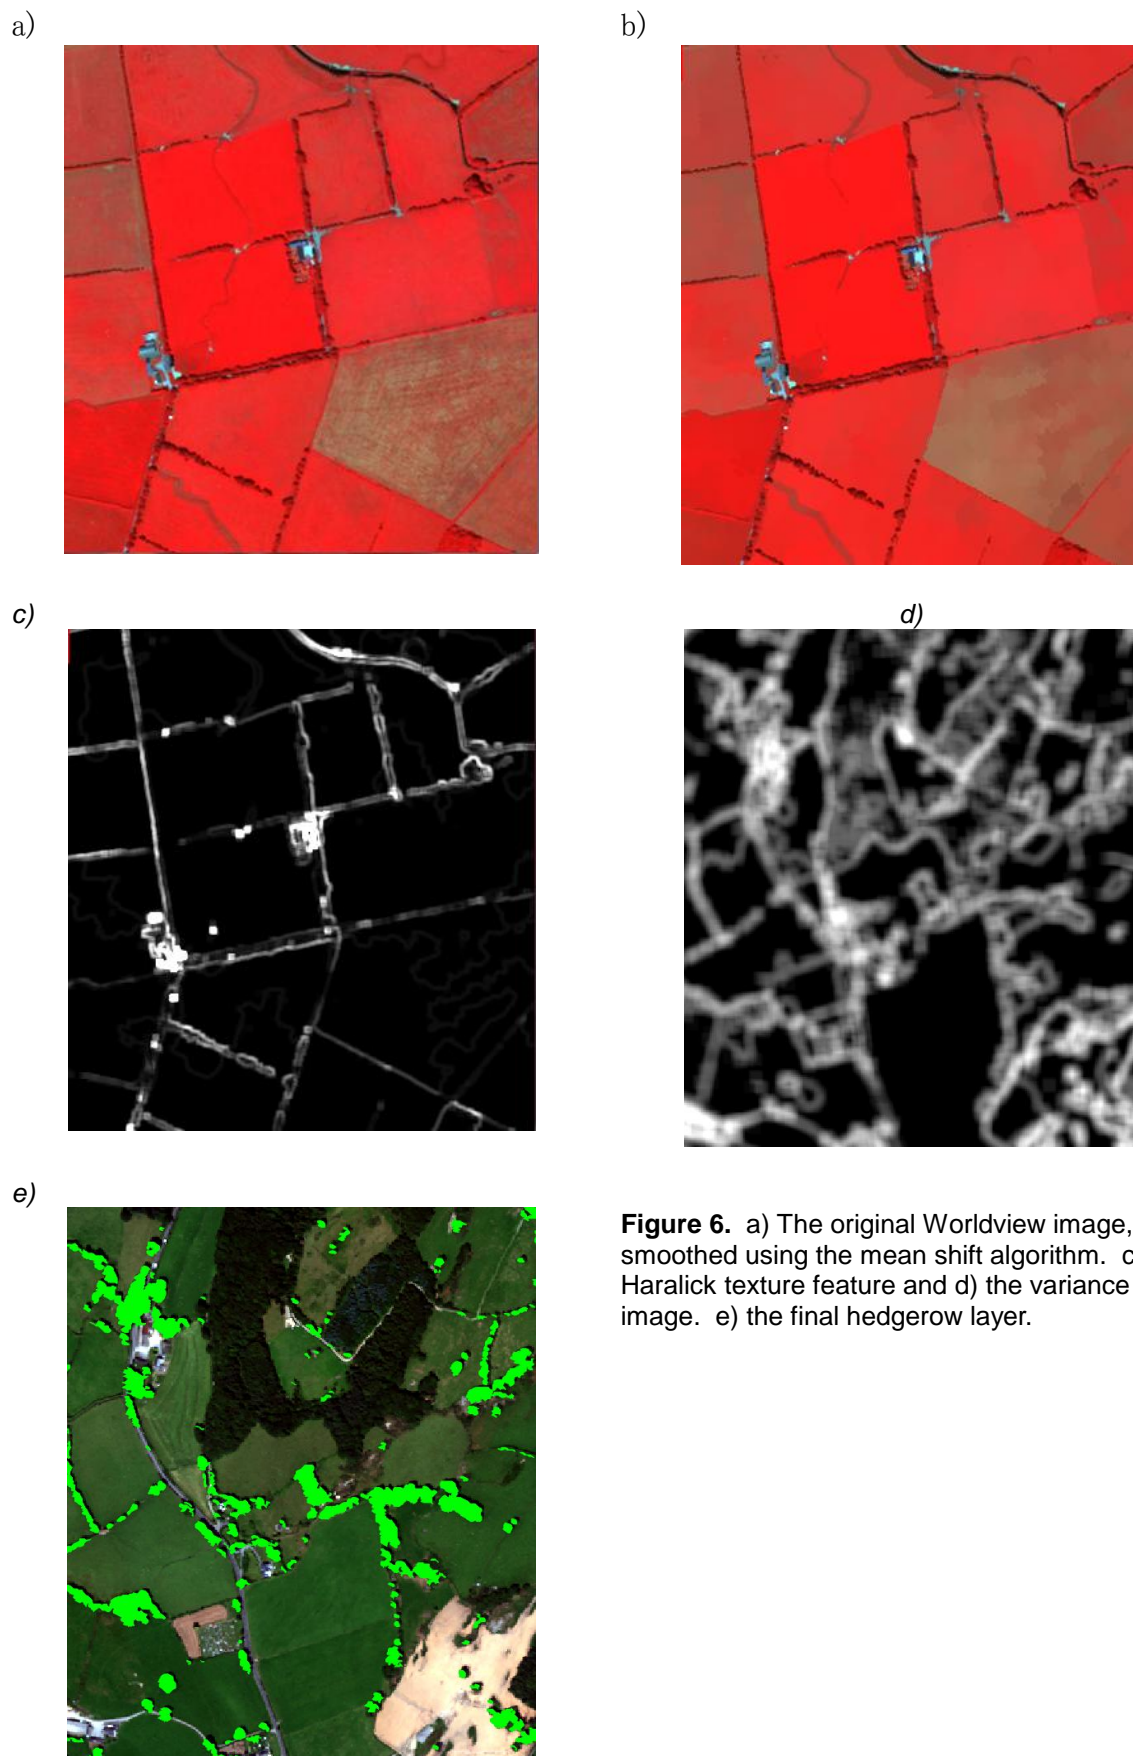 a)
b)
c)
d)
e)
Figure 6. a) The original Worldview image,
smoothed using the mean shift algorithm. c
Haralick texture feature and d) the variance
image. e) the final hedgerow layer.